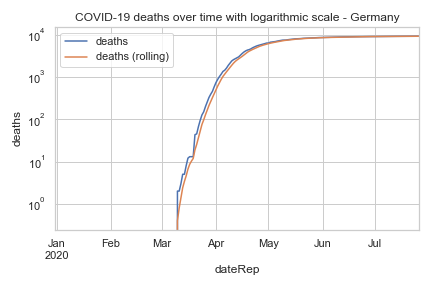 COVID-19 deaths over time with logarithmic scale - Germany
deaths
deaths (rolling)
10⁴
10³
10²
10¹
10⁰
deaths
Jan
2020
Feb
Mar
Apr
May
Jun
Jul
dateRep